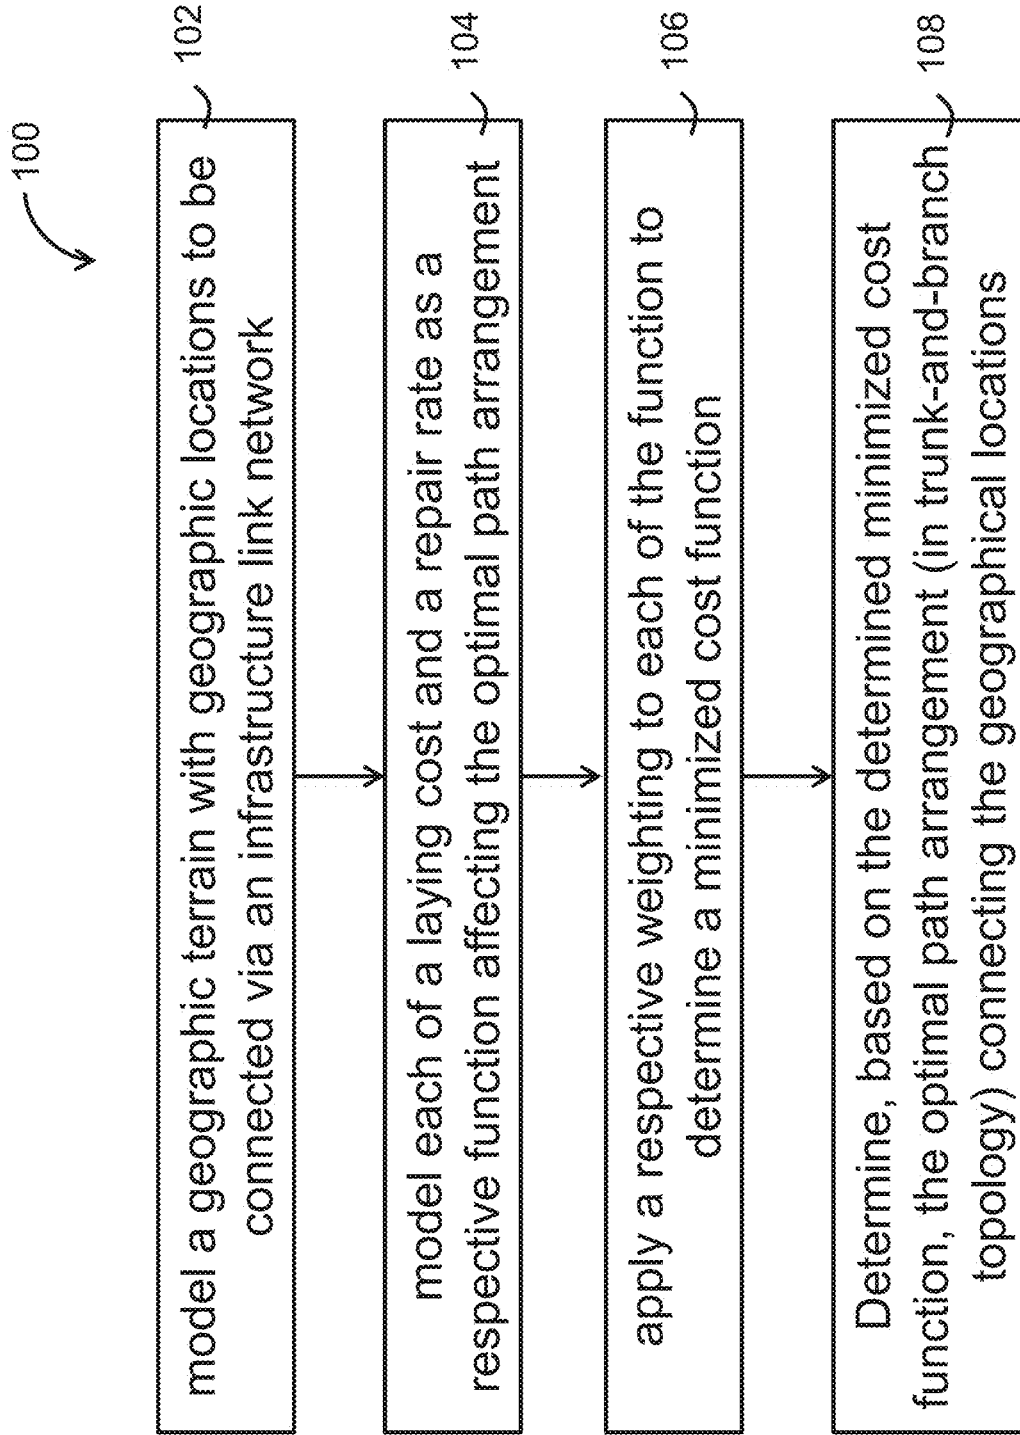 100
model a geographic terrain with geographic locations to be
connected via an infrastructure link network
102
model each of a laying cost and a repair rate as a
respective function affecting the optimal path arrangement
104
apply a respective weighting to each of the function to
determine a minimized cost function
106
Determine, based on the determined minimized cost
function, the optimal path arrangement (in trunk-and-branch
topology) connecting the geographical locations
108